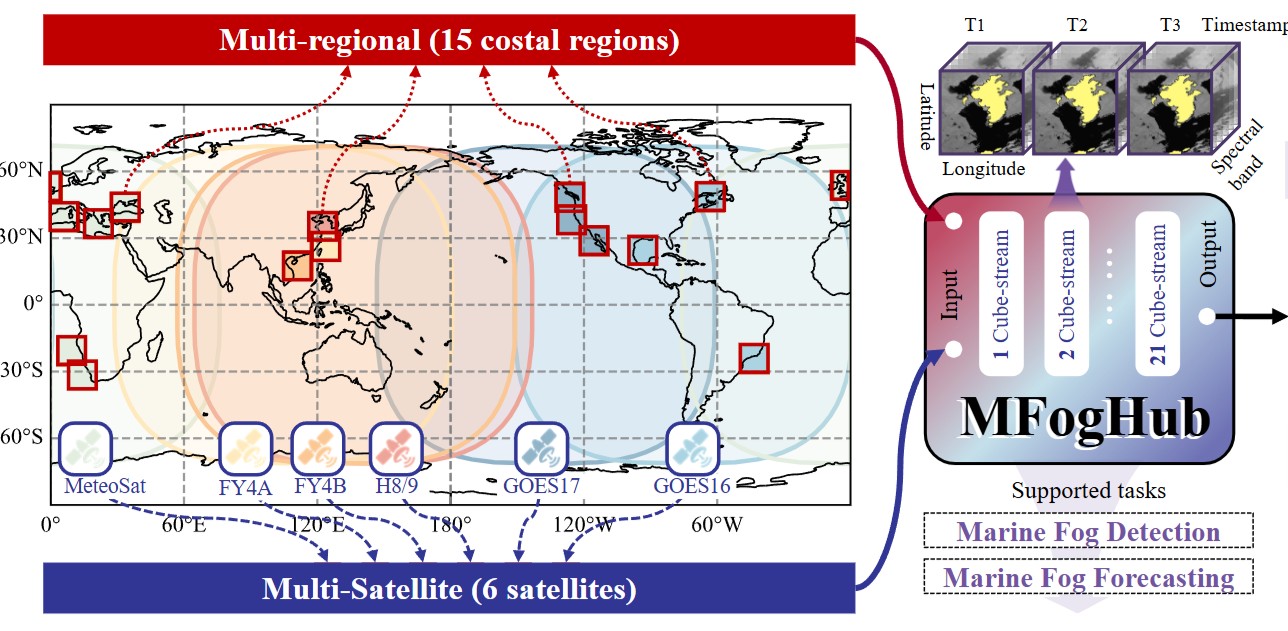 Multi-regional (15 costal regions)
T1
T2
T3
Timestamp
Latitude
Longitude
Spectral
band
60°N
30°N
0°
30°S
60°S
MeteoSat
FY4A
FY4B
H8/9
GOES17
GOES16
0°
60°E
120°E
180°
120°W
60°W
Multi-Satellite (6 satellites)
Input
1 Cube-stream
2 Cube-stream
21 Cube-stream
Output
MFogHub
Supported tasks
Marine Fog Detection
Marine Fog Forecasting